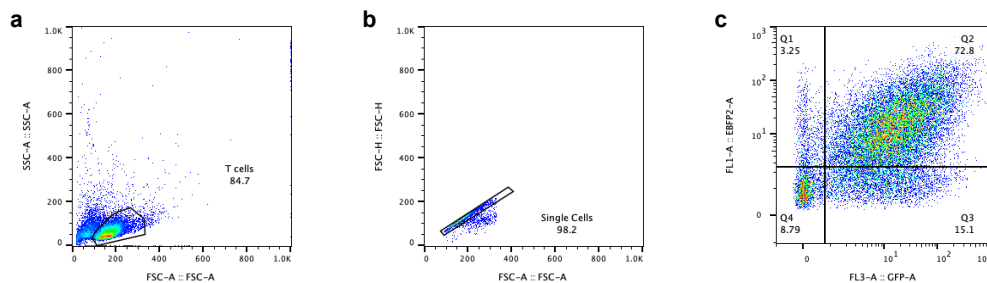 a
1.0K
800
600
400
200
0
SSC-A :: SSC-A
T cells
84.7
0
200
400
600
800
1.0K
FSC-A :: FSC-A
b
1.0K
800
600
400
200
0
FSC-H :: FSC-H
Single Cells
98.2
0
200
400
600
800
1.0K
FSC-A :: FSC-A
c
10³
10²
10¹
0
FL1-A :: EBFP2-A
Q1
3.25
Q2
72.8
Q4
8.79
Q3
15.1
0
10¹
10²
FL3-A :: GFP-A